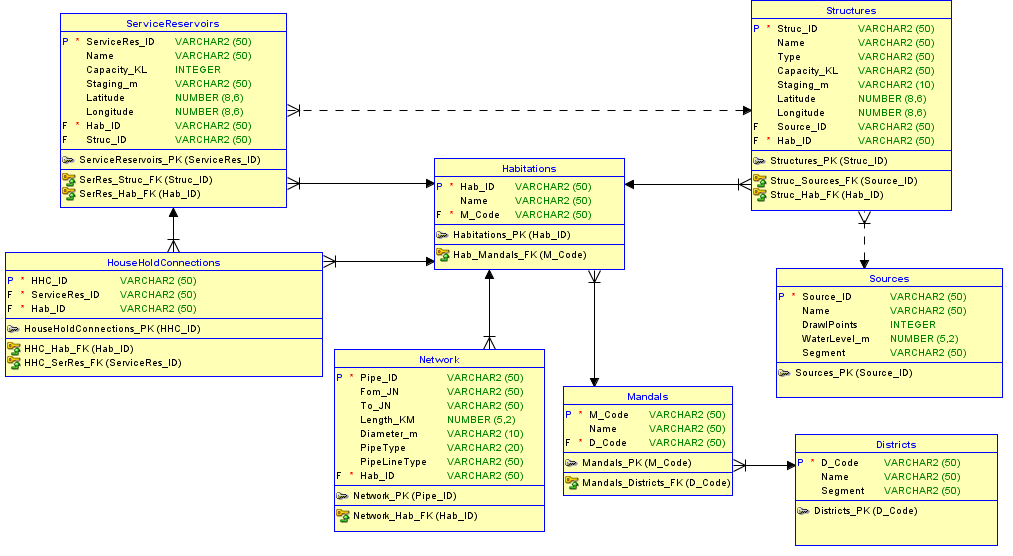 ServiceReservoirs
P * ServiceRes_ID VARCHAR2 (50)
Name VARCHAR2 (50)
Capacity_KL INTEGER
Staging_m VARCHAR2 (50)
Latitude NUMBER (8,6)
Longitude NUMBER (8,6)
F * Hab_ID VARCHAR2 (50)
F Struc_ID VARCHAR2 (50)
ServiceReservoirs_PK (ServiceRes_ID)
SerRes_Struc_FK (Struc_ID)
SerRes_Hab_FK (Hab_ID)
Structures
P * Struc_ID VARCHAR2 (50)
Name VARCHAR2 (50)
Type VARCHAR2 (50)
Capacity_KL VARCHAR2 (50)
Staging_m VARCHAR2 (10)
Latitude NUMBER (8,6)
Longitude NUMBER (8,6)
F Source_ID VARCHAR2 (50)
F * Hab_ID VARCHAR2 (50)
Structures_PK (Struc_ID)
Struc_Sources_FK (Source_ID)
Struc_Hab_FK (Hab_ID)
Habitations
P * Hab_ID VARCHAR2 (50)
Name VARCHAR2 (50)
F * M_Code VARCHAR2 (50)
Habitations_PK (Hab_ID)
Hab_Mandals_FK (M_Code)
HouseHoldConnections
P * HHC_ID VARCHAR2 (50)
F * ServiceRes_ID VARCHAR2 (50)
F * Hab_ID VARCHAR2 (50)
HouseHoldConnections_PK (HHC_ID)
HHC_Hab_FK (Hab_ID)
HHC_SerRes_FK (ServiceRes_ID)
Sources
P * Source_ID VARCHAR2 (50)
Name VARCHAR2 (50)
DrawlPoints INTEGER
WaterLevel_m NUMBER (5,2)
Segment VARCHAR2 (50)
Sources_PK (Source_ID)
Network
P * Pipe_ID VARCHAR2 (50)
Fom_JN VARCHAR2 (50)
To_JN VARCHAR2 (50)
Length_KM NUMBER (5,2)
Diameter_m VARCHAR2 (10)
PipeType VARCHAR2 (20)
PipeLineType VARCHAR2 (50)
F * Hab_ID VARCHAR2 (50)
Network_PK (Pipe_ID)
Network_Hab_FK (Hab_ID)
Mandals
P * M_Code VARCHAR2 (50)
Name VARCHAR2 (50)
F * D_Code VARCHAR2 (50)
Mandals_PK (M_Code)
Mandals_Districts_FK (D_Code)
Districts
P * D_Code VARCHAR2 (50)
Name VARCHAR2 (50)
Segment VARCHAR2 (50)
Districts_PK (D_Code)